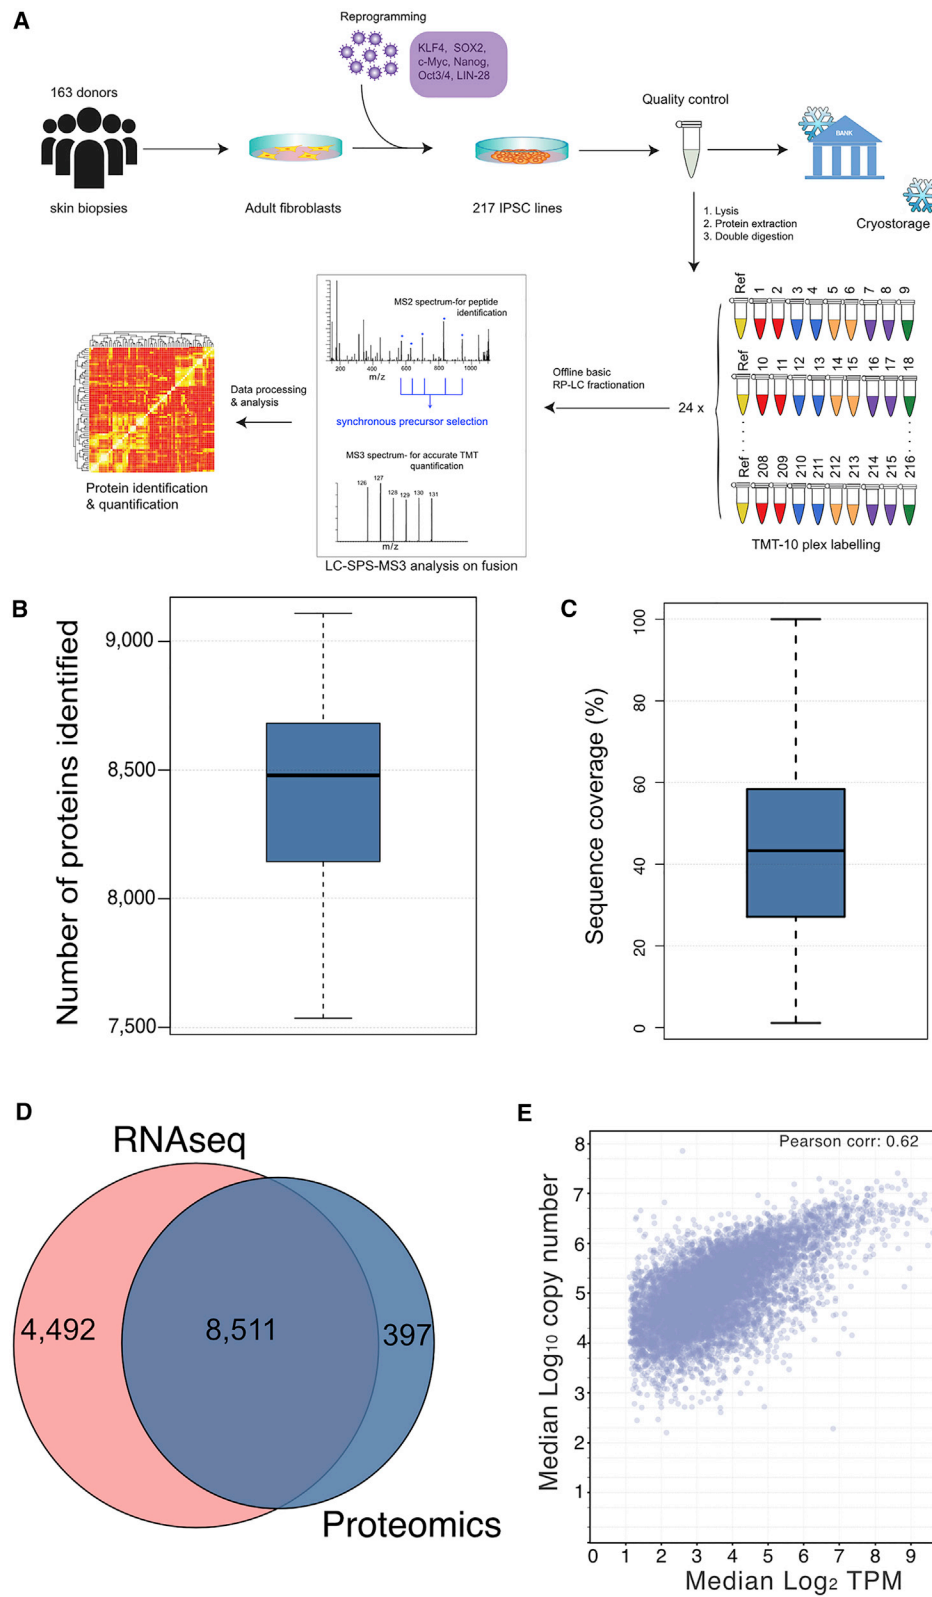 A
Reprogramming
KLF4, SOX2,
c-Myc, Nanog,
Oct3/4, LIN-28
163 donors
skin biopsies
Adult fibroblasts
217 IPSC lines
Quality control
BANK
Cryostorage
1. Lysis
2. Protein extraction
3. Double digestion
Ref 1 2 3 4 5 6 7 8 9
Ref 10 11 12 13 14 15 16 17 18
Ref 208 209 210 211 212 213 214 215 216
24 x
TMT-10 plex labelling
Offline basic
RP-LC fractionation
MS2 spectrum-for peptide
identification
200 400 600 800 1000
m/z
synchronous precursor selection
MS3 spectrum- for accurate TMT
quantification
126 127 128 129 130 131
m/z
LC-SPS-MS3 analysis on fusion
Data processing
& analysis
Protein identification
& quantification
B
Number of proteins identified
9,000
8,500
8,000
7,500
C
Sequence coverage (%)
100
80
60
40
20
0
D
RNAseq
4,492
8,511
397
Proteomics
E
Pearson corr: 0.62
Median Log10 copy number
8
7
6
5
4
3
2
1
0 1 2 3 4 5 6 7 8 9
Median Log2 TPM